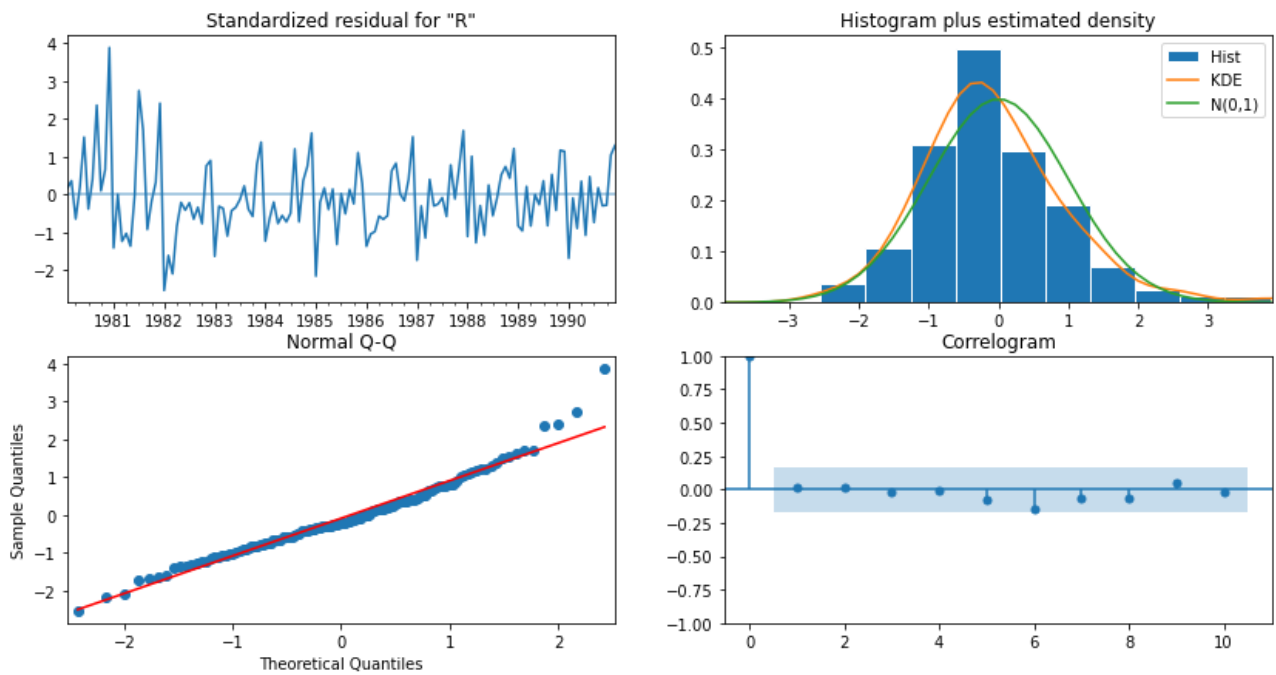 Standardized residual for "R"
4
3
2
1
0
−1
−2
1981 1982 1983 1984 1985 1986 1987 1988 1989 1990
Histogram plus estimated density
0.5
0.4
0.3
0.2
0.1
0.0
Hist
KDE
N(0,1)
−3 −2 −1 0 1 2 3
Normal Q-Q
Sample Quantiles
4
3
2
1
0
−1
−2
−2 −1 0 1 2
Theoretical Quantiles
Correlogram
1.00
0.75
0.50
0.25
0.00
−0.25
−0.50
−0.75
−1.00
0 2 4 6 8 10